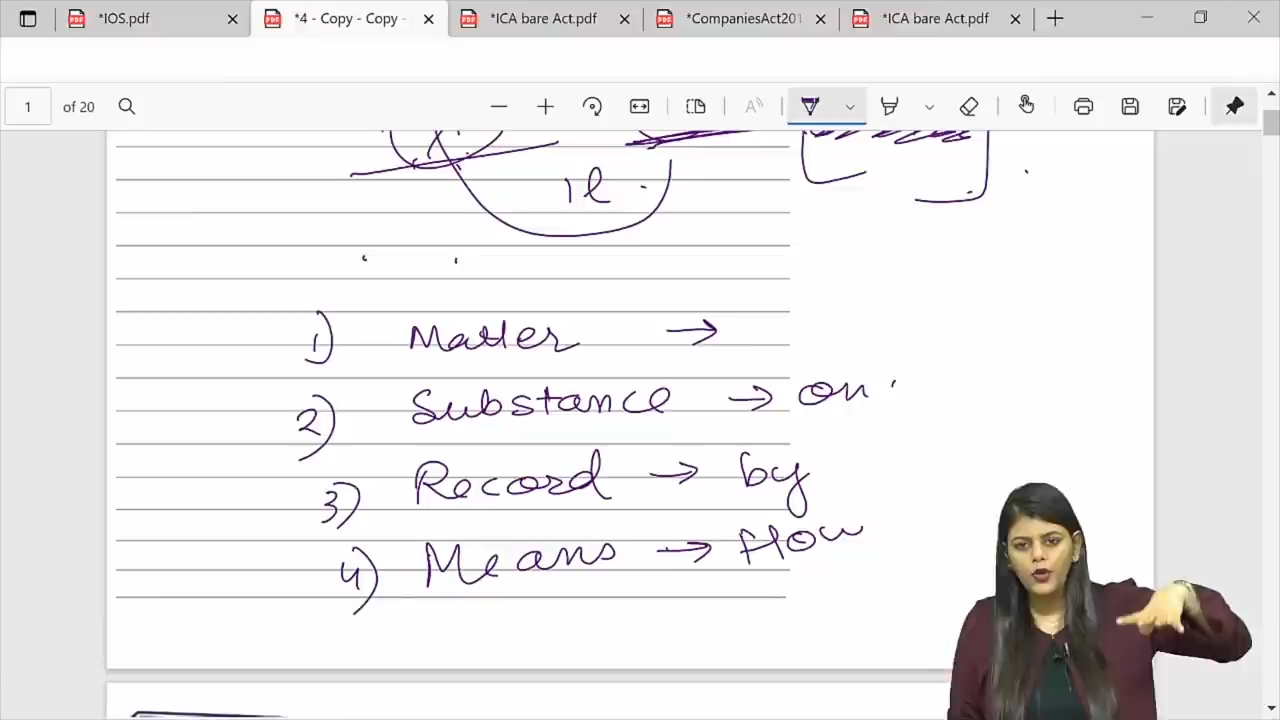 *IOS.pdf
*4 - Copy - Copy -
*ICA bare Act.pdf
*CompaniesAct201
*ICA bare Act.pdf
1 of 20
1) Matter →
2) Substance → on
3) Record → by
4) Means → How